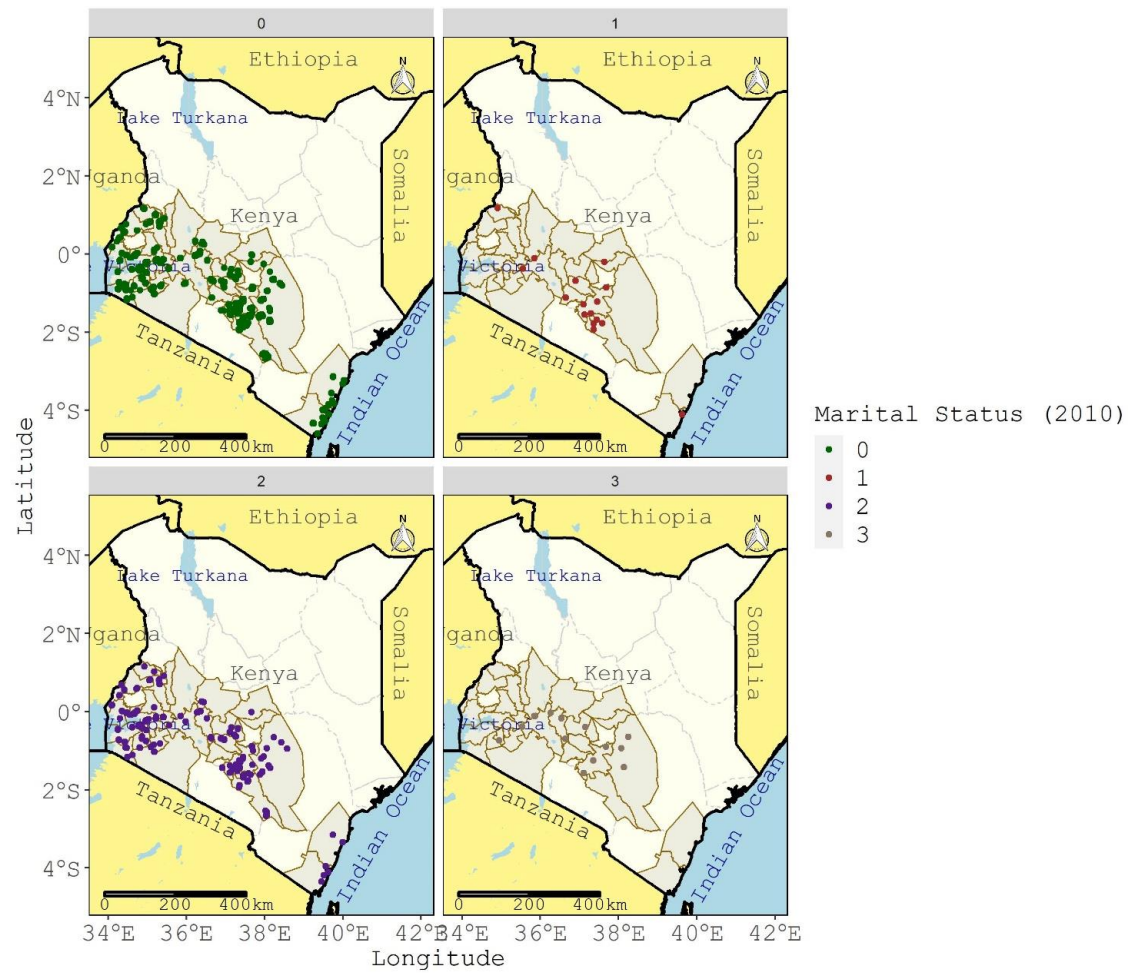 0
1
Ethiopia
N
4°N
Lake Turkana
2°N
ganda
Somalia
Kenya
0°
Victoria
2°S
Tanzania
Indian Ocean
4°S
0 200 400km
Ethiopia
N
Lake Turkana
ganda
Somalia
Kenya
Victoria
Tanzania
Indian Ocean
0 200 400km
Marital Status (2010)
0
1
2
3
Latitude
2
3
Ethiopia
N
4°N
Lake Turkana
2°N
ganda
Somalia
Kenya
0°
Victoria
2°S
Tanzania
Indian Ocean
4°S
0 200 400km
34°E 36°E 38°E 40°E 42°E
Ethiopia
N
Lake Turkana
ganda
Somalia
Kenya
Victoria
Tanzania
Indian Ocean
0 200 400km
34°E 36°E 38°E 40°E 42°E
Longitude